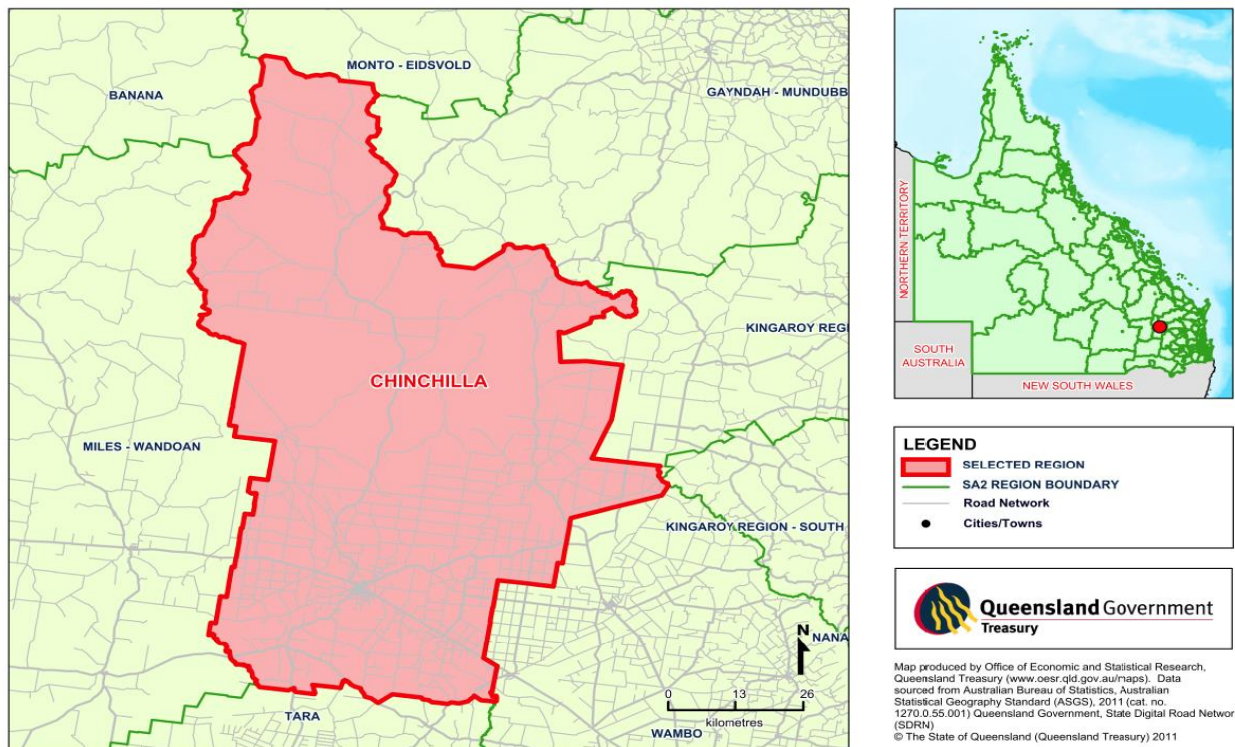 MONTO - EIDSVOLD
BANANA
GAYNDAH - MUNDUBB
KINGAROY REGI
CHINCHILLA
MILES - WANDOAN
KINGAROY REGION - SOUTH
N
NANA
0 13 26
kilometres
TARA
WAMBO
NORTHERN TERRITORY
SOUTH
AUSTRALIA
NEW SOUTH WALES
LEGEND
SELECTED REGION
SA2 REGION BOUNDARY
Road Network
Cities/Towns
Queensland Government
Treasury
Map produced by Office of Economic and Statistical Research,
Queensland Treasury (www.oesr.qld.gov.au/maps). Data
sourced from Australian Bureau of Statistics, Australian
Statistical Geography Standard (ASGS), 2011 (cat. no.
1270.0.55.001) Queensland Government, State Digital Road Networ
(SDRN)
© The State of Queensland (Queensland Treasury) 2011